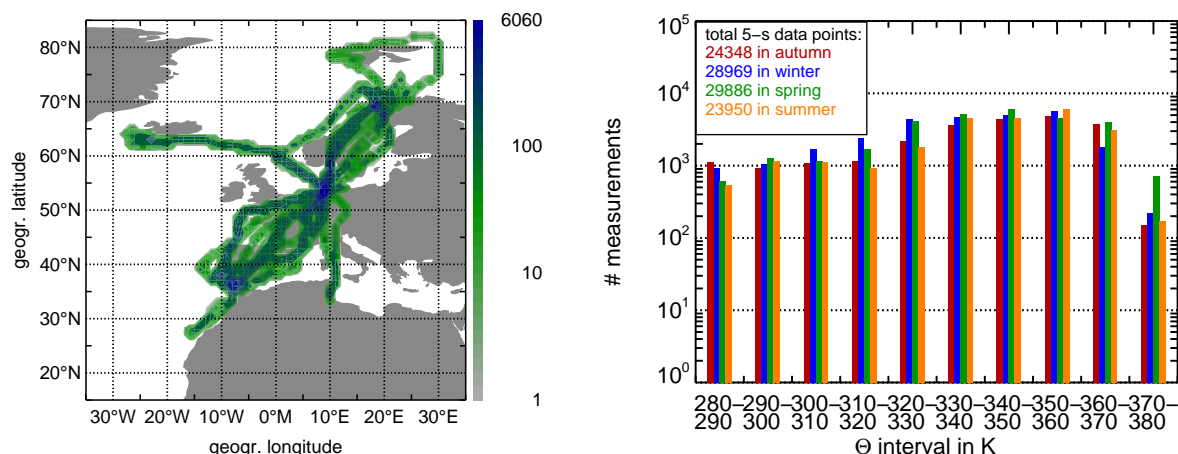 80°N
70°N
60°N
50°N
40°N
30°N
20°N
30°W 20°W 10°W 0°M 10°E 20°E 30°E
geogr. latitude
geogr. longitude
6060
100
10
1
10⁵
10⁴
10³
10²
10¹
10⁰
# measurements
total 5−s data points:
24348 in autumn
28969 in winter
29886 in spring
23950 in summer
280− 290− 300− 310− 320− 330− 340− 350− 360− 370−
290 300 310 320 330 340 350 360 370 380
Θ interval in K